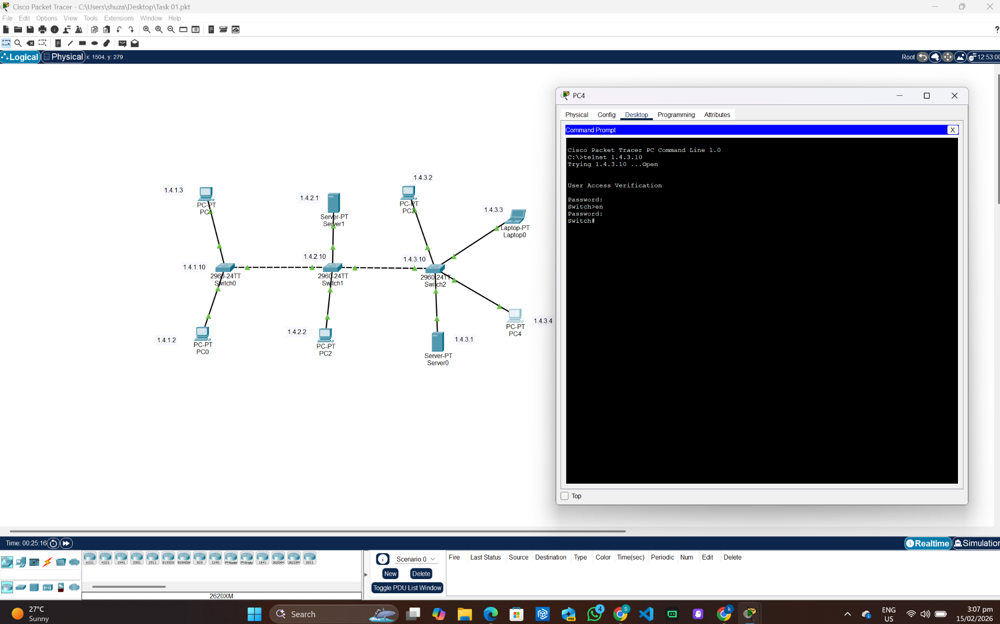 Cisco Packet Tracer - C:\Users\shuza\Desktop\Task 01.pkt
File Edit Options View Tools Extensions Window Help
?
Logical Physical x: 1504, y: 279
Root 12:53:00
PC4
Physical Config Desktop Programming Attributes
Command Prompt
X
Cisco Packet Tracer PC Command Line 1.0
C:\>telnet 1.4.3.10
Trying 1.4.3.10 ...Open
User Access Verification
Password:
Switch>en
Password:
Switch#
Top
1.4.1.3
PC-PT
1.4.2.1
Server-PT
Server1
1.4.3.2
PC-PT
PC3
1.4.3.3
Laptop-PT
Laptop0
1.4.1.10
2960-24TT
Switch0
1.4.2.10
2960-24TT
Switch1
1.4.3.10
2960-24TT
Switch2
1.4.1.2
PC-PT
PC0
1.4.2.2
PC-PT
PC2
1.4.3.1
Server-PT
Server0
PC-PT
PC4
1.4.3.4
Time: 00:25:16
Realtime Simulation
4331 4321 1941 2901 2911 819IOX 819HGW 829 1240 PT-Router PT-Empty 1841 2620XM 2621XM 2811
2620XM
Scenario 0
New Delete
Toggle PDU List Window
Fire Last Status Source Destination Type Color Time(sec) Periodic Num Edit Delete
27°C
Sunny
Search
PRE
4
S
k
ENG
US
3:07 pm
15/02/2026